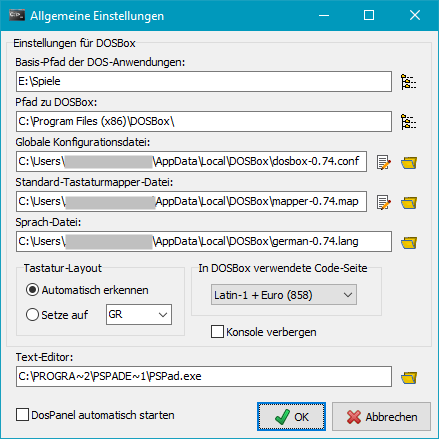 Allgemeine Einstellungen
Einstellungen für DOSBox
Basis-Pfad der DOS-Anwendungen:
E:\Spiele
Pfad zu DOSBox:
C:\Program Files (x86)\DOSBox\
Globale Konfigurationsdatei:
C:\Users\ \AppData\Local\DOSBox\dosbox-0.74.conf
Standard-Tastaturmapper-Datei:
C:\Users\ \AppData\Local\DOSBox\mapper-0.74.map
Sprach-Datei:
C:\Users\ \AppData\Local\DOSBox\german-0.74.lang
Tastatur-Layout
Automatisch erkennen
Setze auf GR
In DOSBox verwendete Code-Seite
Latin-1 + Euro (858)
Konsole verbergen
Text-Editor:
C:\PROGRA~2\PSPADE~1\PSPad.exe
DosPanel automatisch starten
OK Abbrechen